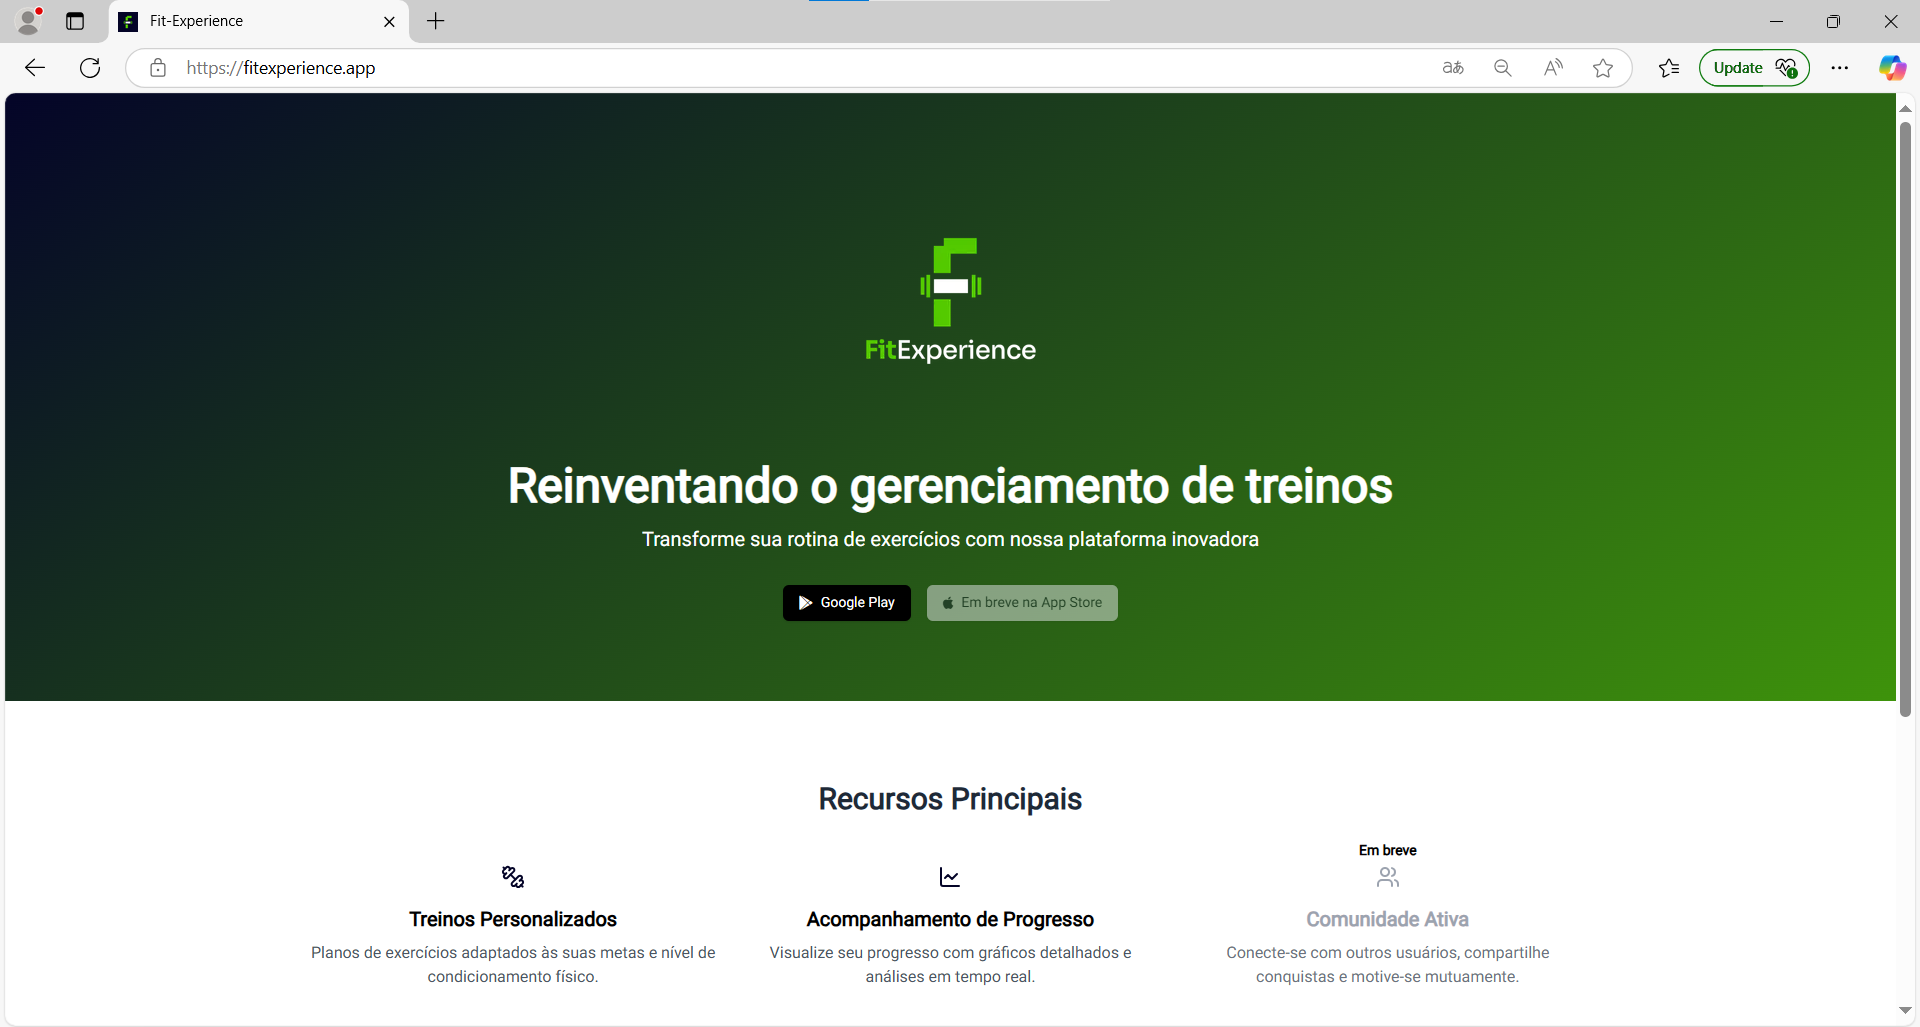 Fit-Experience
https://fitexperience.app
aあ
A
Update
FitExperience
Reinventando o gerenciamento de treinos
Transforme sua rotina de exercícios com nossa plataforma inovadora
Google Play
Em breve na App Store
Recursos Principais
Treinos Personalizados
Planos de exercícios adaptados às suas metas e nível de
condicionamento físico.
Acompanhamento de Progresso
Visualize seu progresso com gráficos detalhados e
análises em tempo real.
Em breve
Comunidade Ativa
Conecte-se com outros usuários, compartilhe
conquistas e motive-se mutuamente.